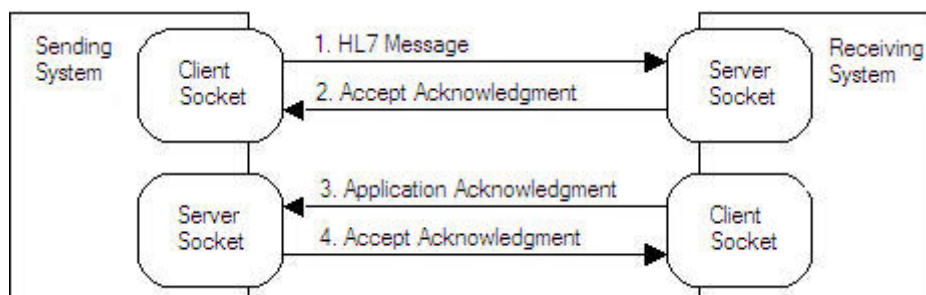 Sending
System
Client
Socket
1. HL7 Message
2. Accept Acknowledgment
Server
Socket
Receiving
System
Server
Socket
3. Application Acknowledgment
4. Accept Acknowledgment
Client
Socket